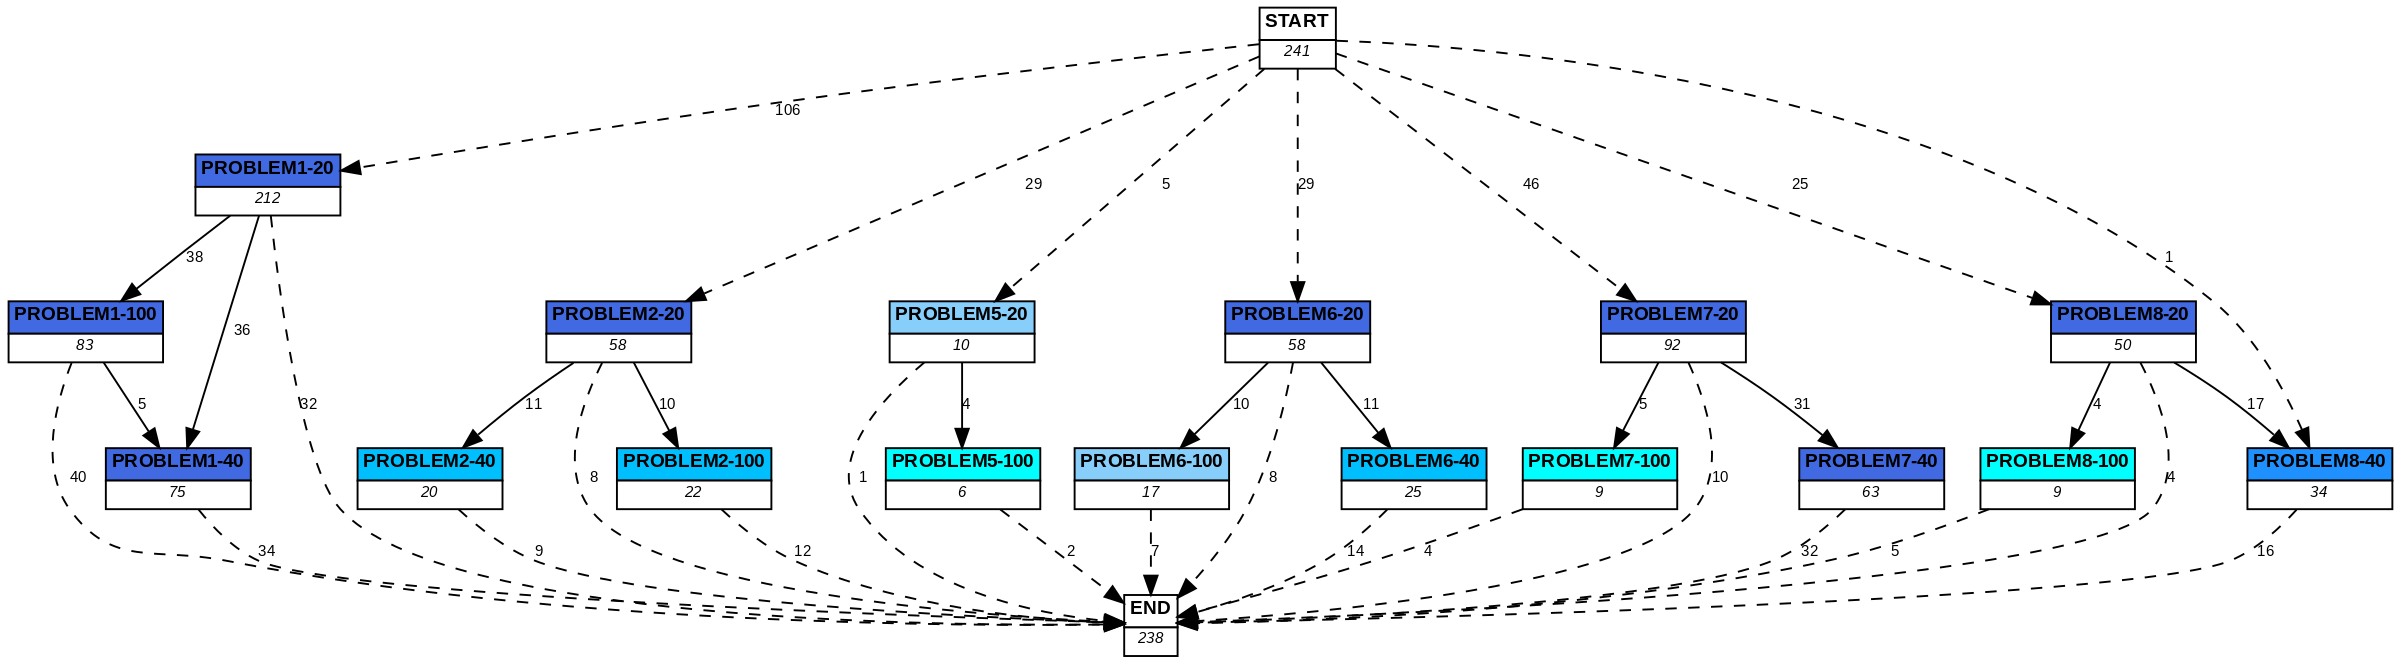 START
241
106
29
5
29
46
25
1
PROBLEM1-20
212
38
36
32
PROBLEM1-100
83
PROBLEM2-20
58
PROBLEM5-20
10
PROBLEM6-20
58
PROBLEM7-20
92
PROBLEM8-20
50
5
11
10
4
10
11
5
31
4
17
PROBLEM1-40
75
PROBLEM2-40
20
PROBLEM2-100
22
PROBLEM5-100
6
PROBLEM6-100
17
PROBLEM6-40
25
PROBLEM7-100
9
PROBLEM7-40
63
PROBLEM8-100
9
PROBLEM8-40
34
40
8
1
8
10
4
34
9
12
2
7
14
4
32
5
16
END
238